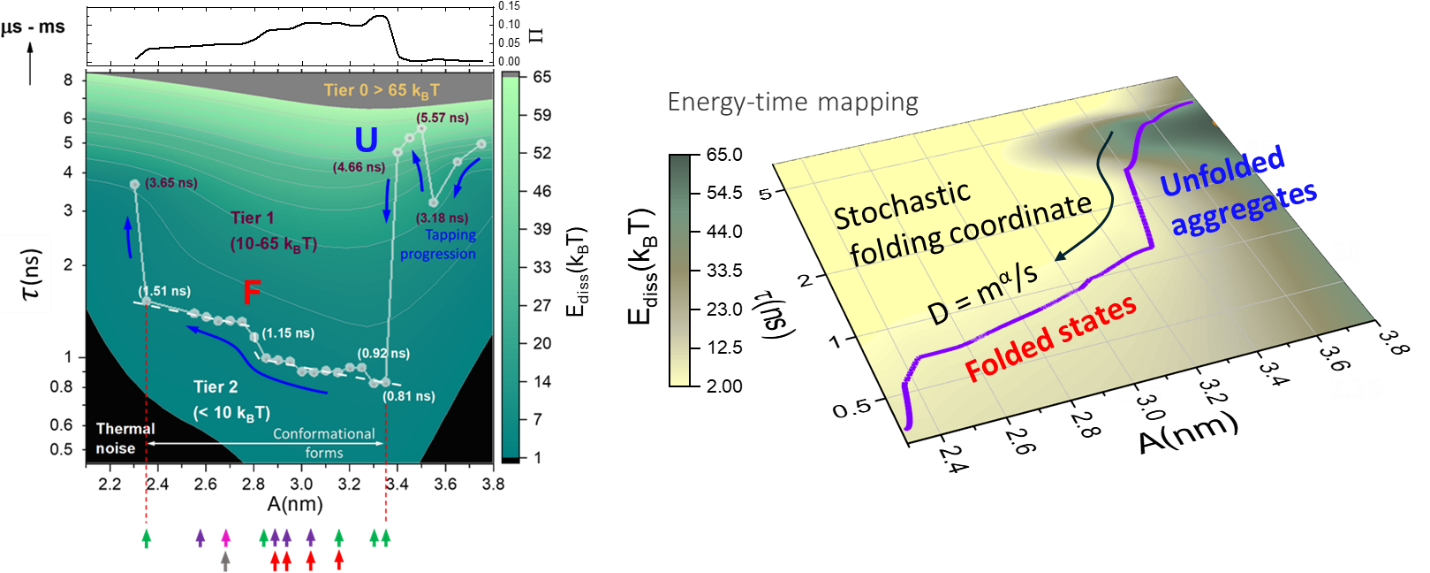 μs - ms
0.15
0.10
0.05
0.00
Π
8
6
5
4
3
2
1
0.8
0.6
0.5
τ(ns)
Tier 0 > 65 kBT
(5.57 ns)
U
(4.66 ns)
(3.65 ns)
(3.18 ns)
Tier 1
(10-65 kBT)
Tapping
progression
F
(1.51 ns)
(1.15 ns)
(0.92 ns)
(0.81 ns)
Tier 2
(< 10 kBT)
Thermal
noise
Conformational
forms
2.2 2.4 2.6 2.8 3.0 3.2 3.4 3.6 3.8
A(nm)
65
59
52
46
39
33
27
20
14
7
1
Ediss(kBT)
Energy-time mapping
65.0
54.5
44.0
33.5
23.0
12.5
2.00
Ediss(kBT)
5
2
1
0.5
τ(ns)
Stochastic
folding coordinate
D = mα/s
Unfolded
aggregates
Folded states
2.4 2.6 2.8 3.0 3.2 3.4 3.6 3.8
A(nm)